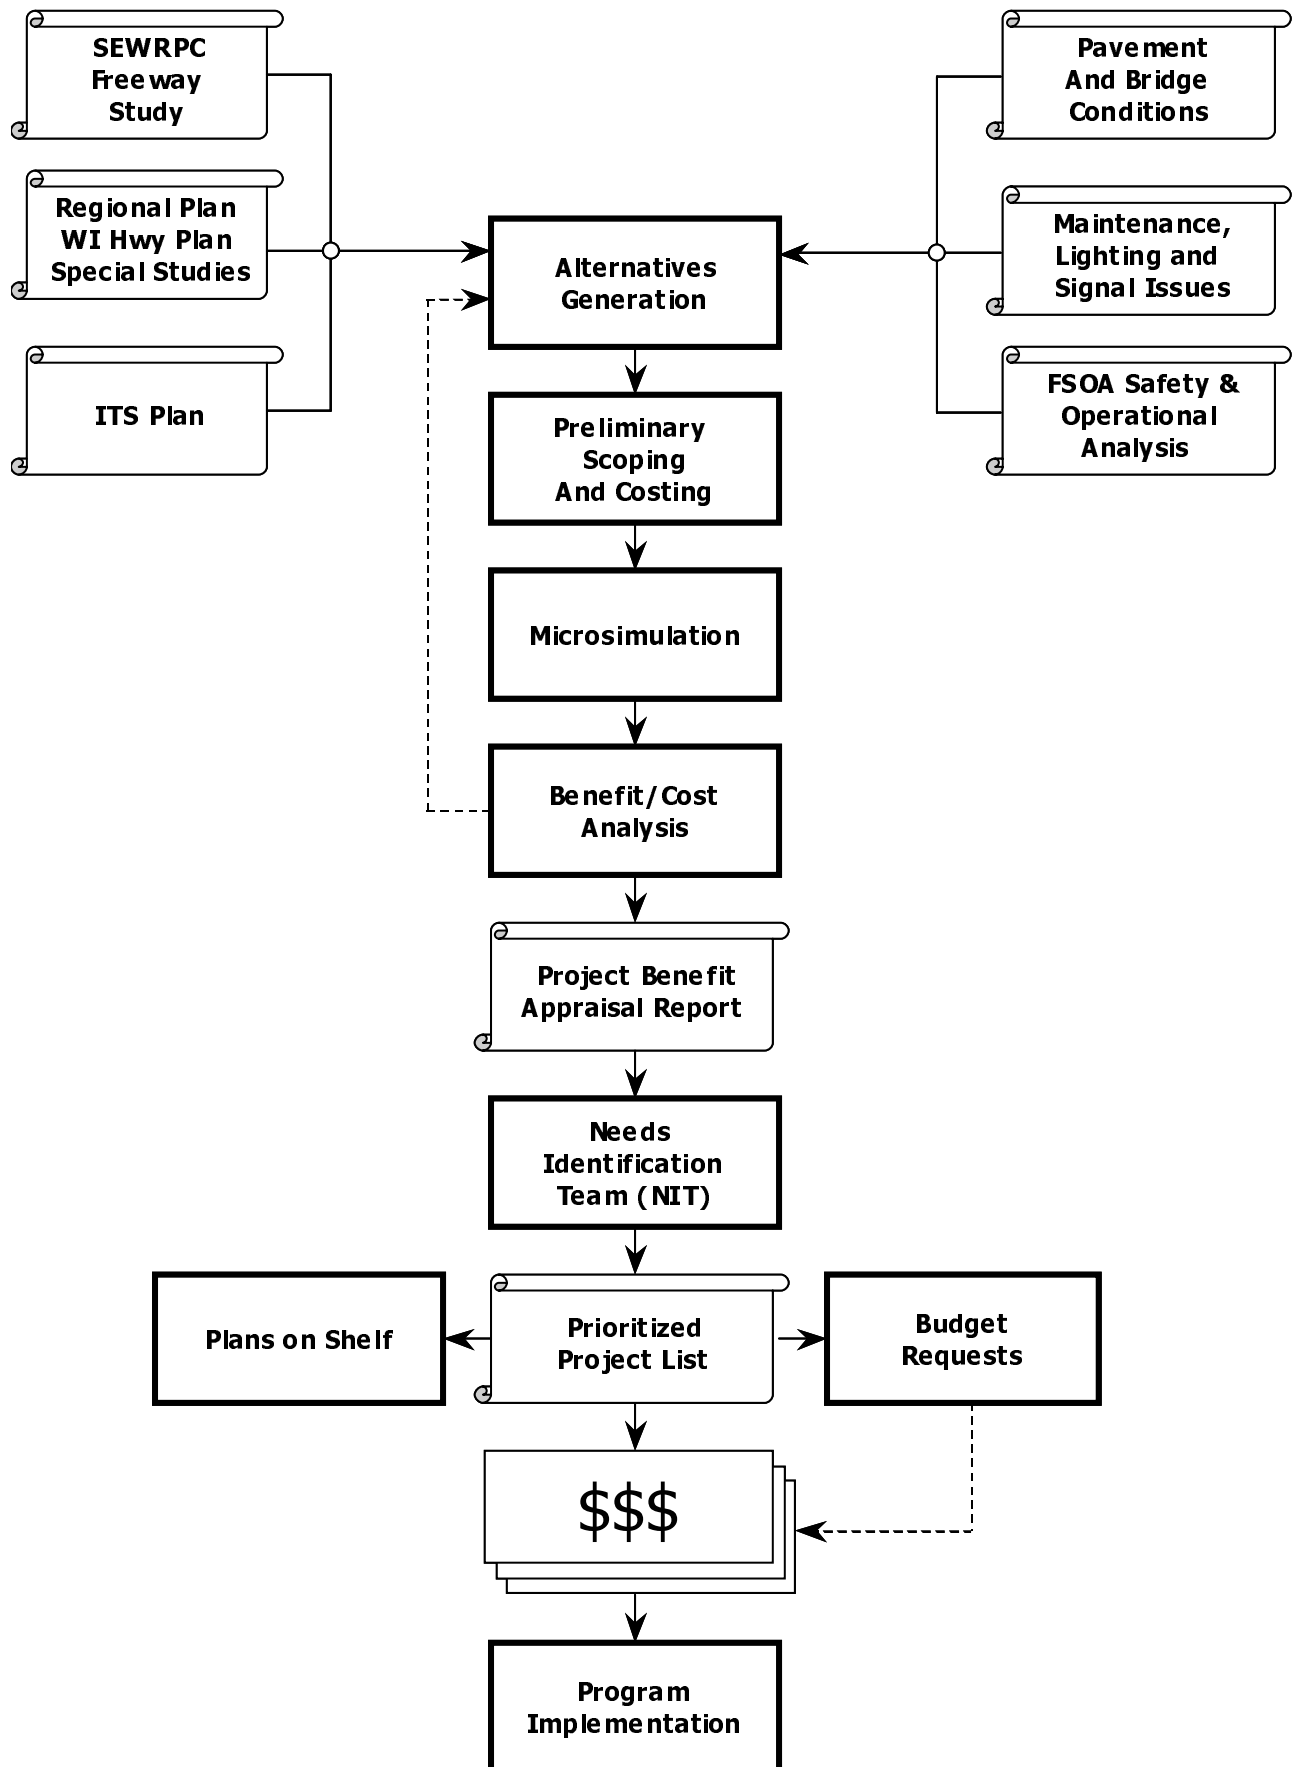 SEWRPC
Freeway
Study
Regional Plan
WI Hwy Plan
Special Studies
ITS Plan
Pavement
And Bridge
Conditions
Maintenance,
Lighting and
Signal Issues
FSOA Safety &
Operational
Analysis
Alternatives
Generation
Preliminary
Scoping
And Costing
Microsimulation
Benefit/Cost
Analysis
Project Benefit
Appraisal Report
Needs
Identification
Team (NIT)
Plans on Shelf
Prioritized
Project List
Budget
Requests
$$$
Program
Implementation